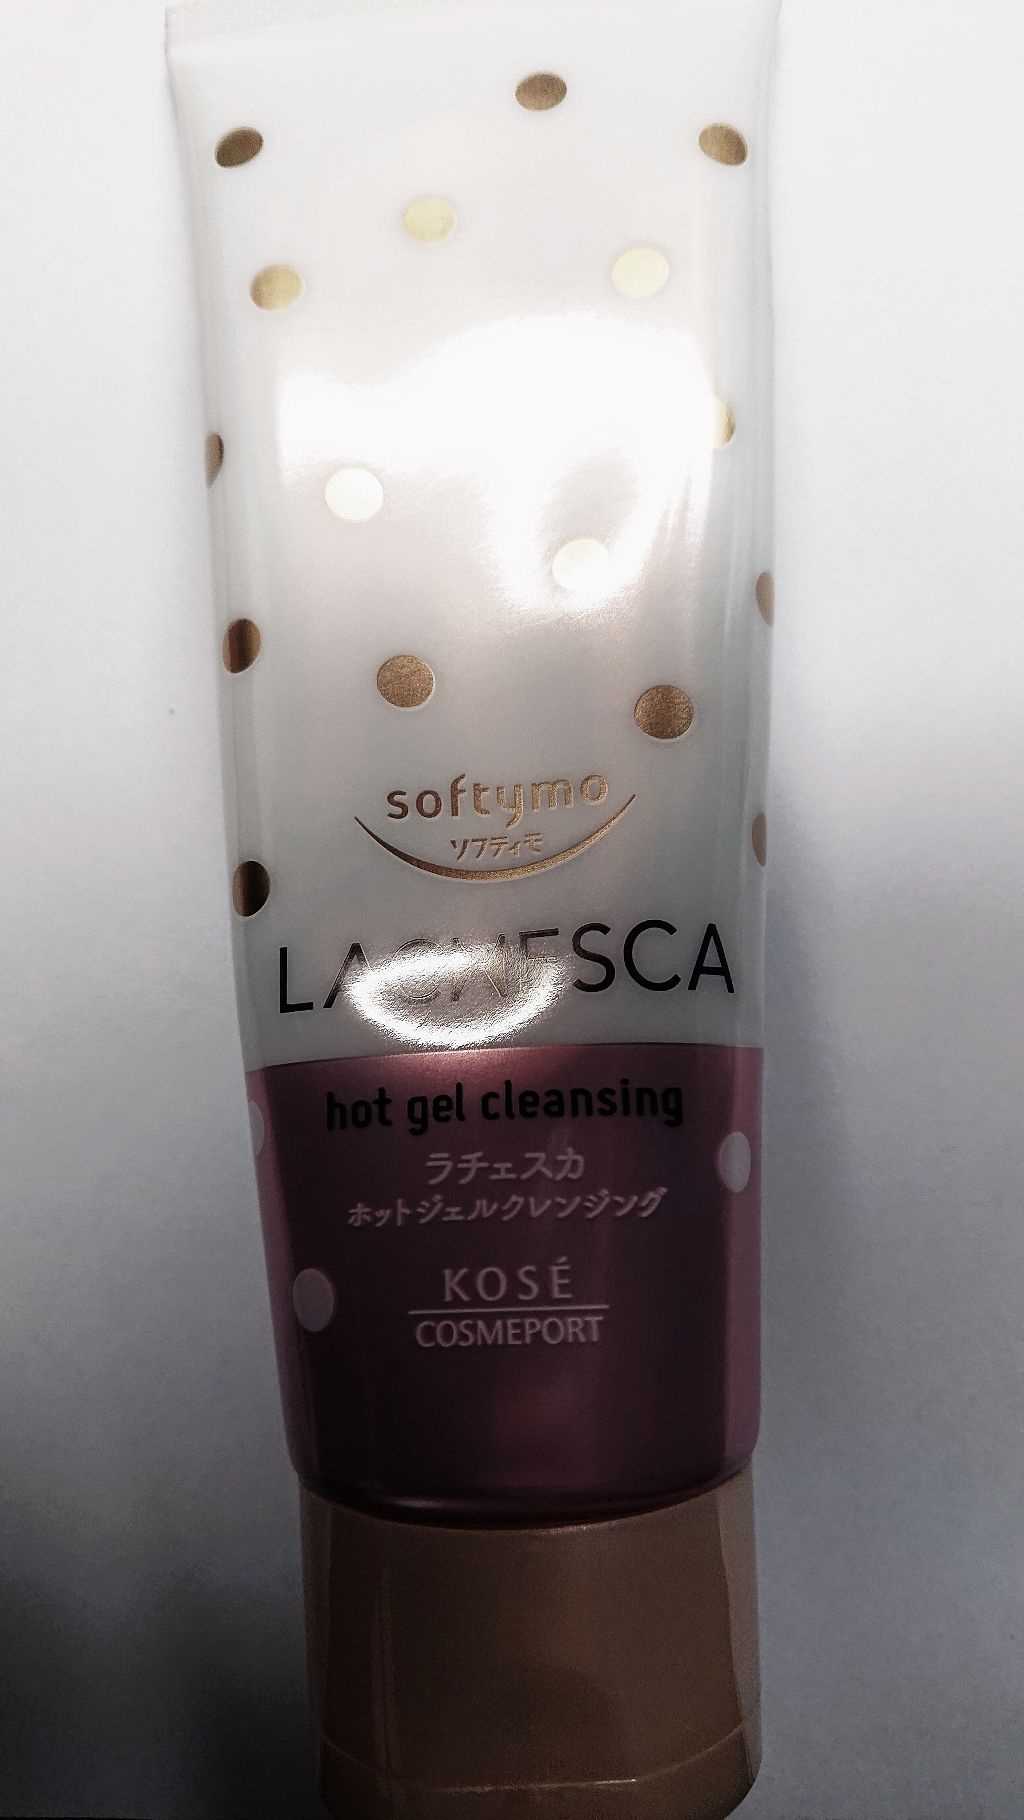 softymo
ソフティモ
LACNESCA
hot gel cleansing
ラチェスカ
ホットジェルクレンジング
KOSÉ
COSMEPORT